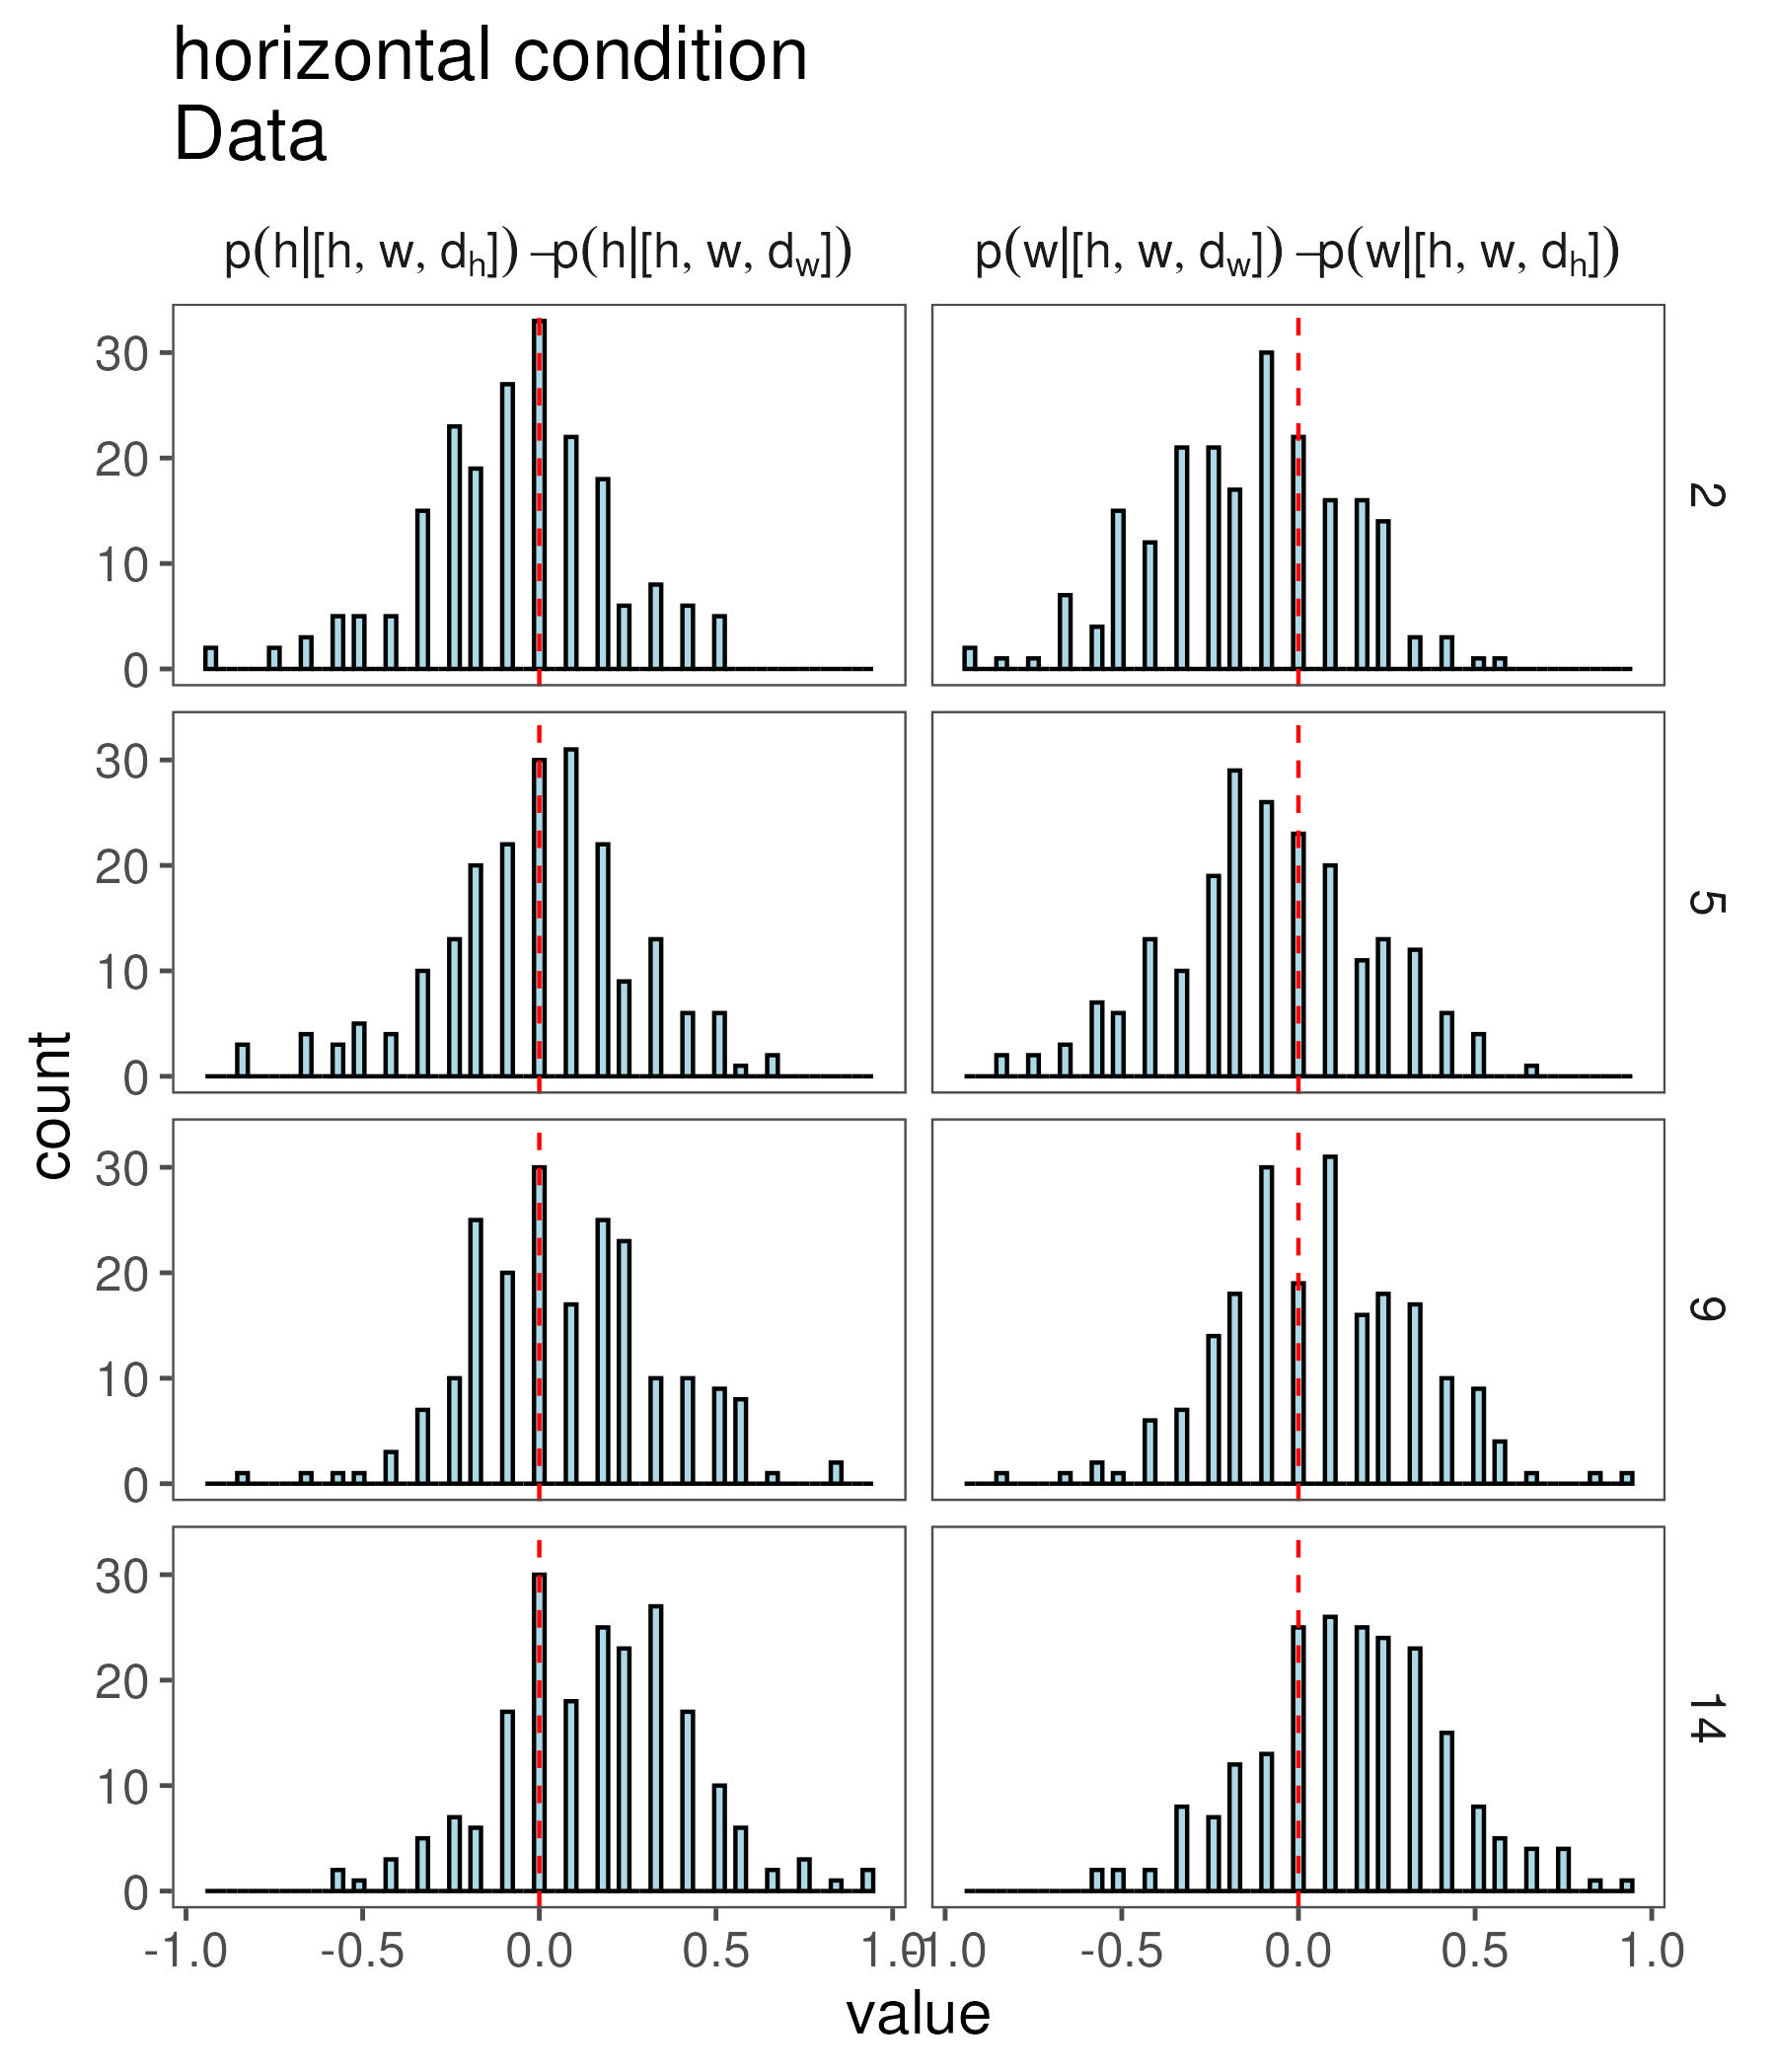 horizontal condition
Data
p(h|[h, w, dh]) –p(h|[h, w, dw])
p(w|[h, w, dw]) –p(w|[h, w, dh])
30
20
10
0
2
30
20
10
0
5
count
30
20
10
0
9
30
20
10
0
14
-1.0 -0.5 0.0 0.5 1.0
-1.0 -0.5 0.0 0.5 1.0
value